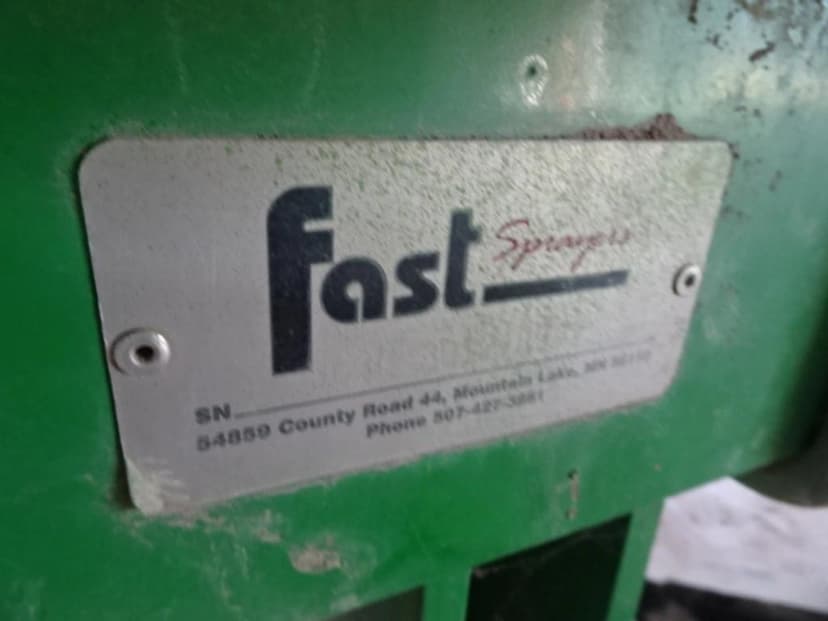 fast Sprayers
SN
54859 County Road 44, Mountain Lake, MN
Phone 507-427-3861